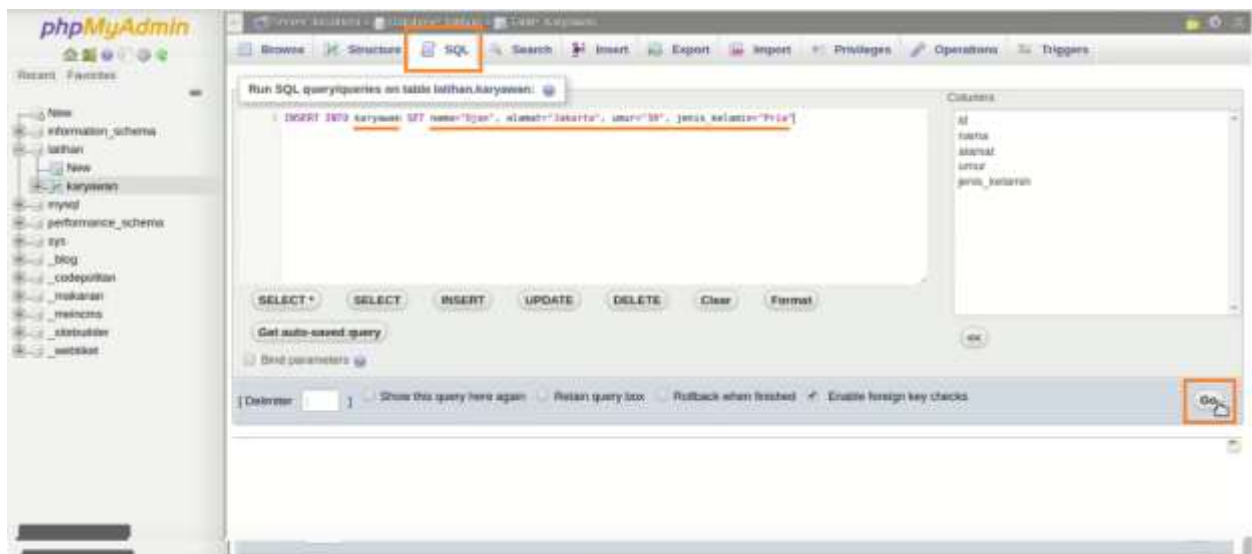 phpMyAdmin
Recent Favorites
New
information_schema
latihan
New
karyawan
mysql
performance_schema
sys
_blog
_codepolitan
_makanan
_meincms
_sitebuilder
Browse Structure SQL Search Insert Export Import Privileges Operations Triggers
Run SQL query/queries on table latihan.karyawan:
1 INSERT INTO karyawan SET nama="Djan", alamat="Jakarta", umur="30", jenis_kelamin="Pria"
Columns
id
nama
alamat
umur
jenis_kelamin
SELECT * SELECT INSERT UPDATE DELETE Clear Format
Get auto-saved query
<<
Bind parameters
[ Delimiter ; ] Show this query here again Retain query box Rollback when finished Enable foreign key checks
Go